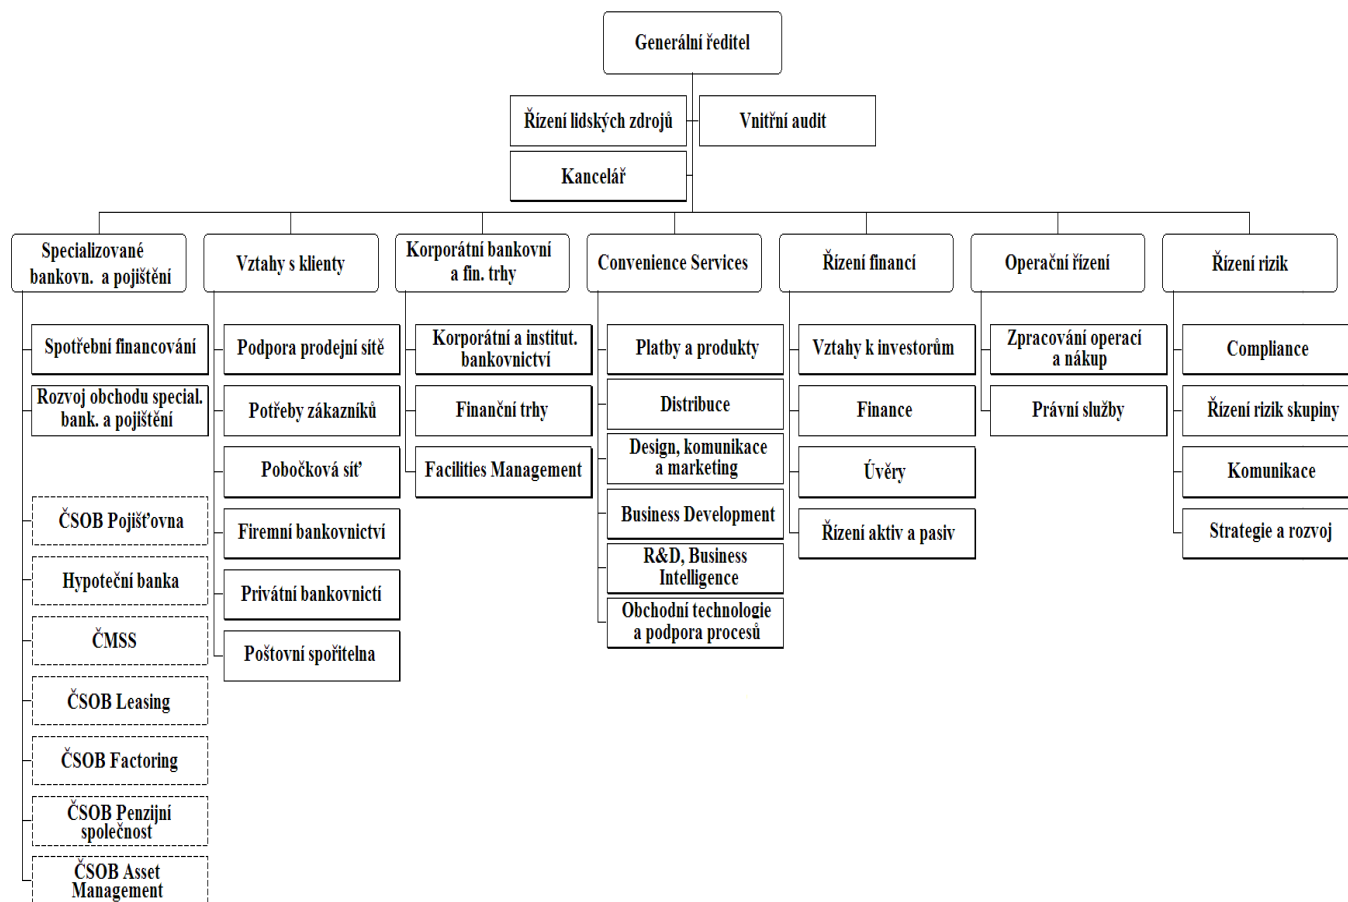 Generální ředitel
Řízení lidských zdrojů
Vnitřní audit
Kancelář
Specializované
bankovn. a pojištění
Vztahy s klienty
Korporátní bankovní
a fin. trhy
Convenience Services
Řízení financí
Operační řízení
Řízení rizik
Spotřební financování
Rozvoj obchodu special.
bank. a pojištění
ČSOB Pojišťovna
Hypoteční banka
ČMSS
ČSOB Leasing
ČSOB Factoring
ČSOB Penzijní
společnost
ČSOB Asset
Management
Podpora prodejní sítě
Potřeby zákazníků
Pobočková síť
Firemní bankovnictví
Privátní bankovnictí
Poštovní spořitelna
Korporátní a institut.
bankovnictví
Finanční trhy
Facilities Management
Platby a produkty
Distribuce
Design, komunikace
a marketing
Business Development
R&D, Business
Intelligence
Obchodní technologie
a podpora procesů
Vztahy k investorům
Finance
Úvěry
Řízení aktiv a pasiv
Zpracování operací
a nákup
Právní služby
Compliance
Řízení rizik skupiny
Komunikace
Strategie a rozvoj